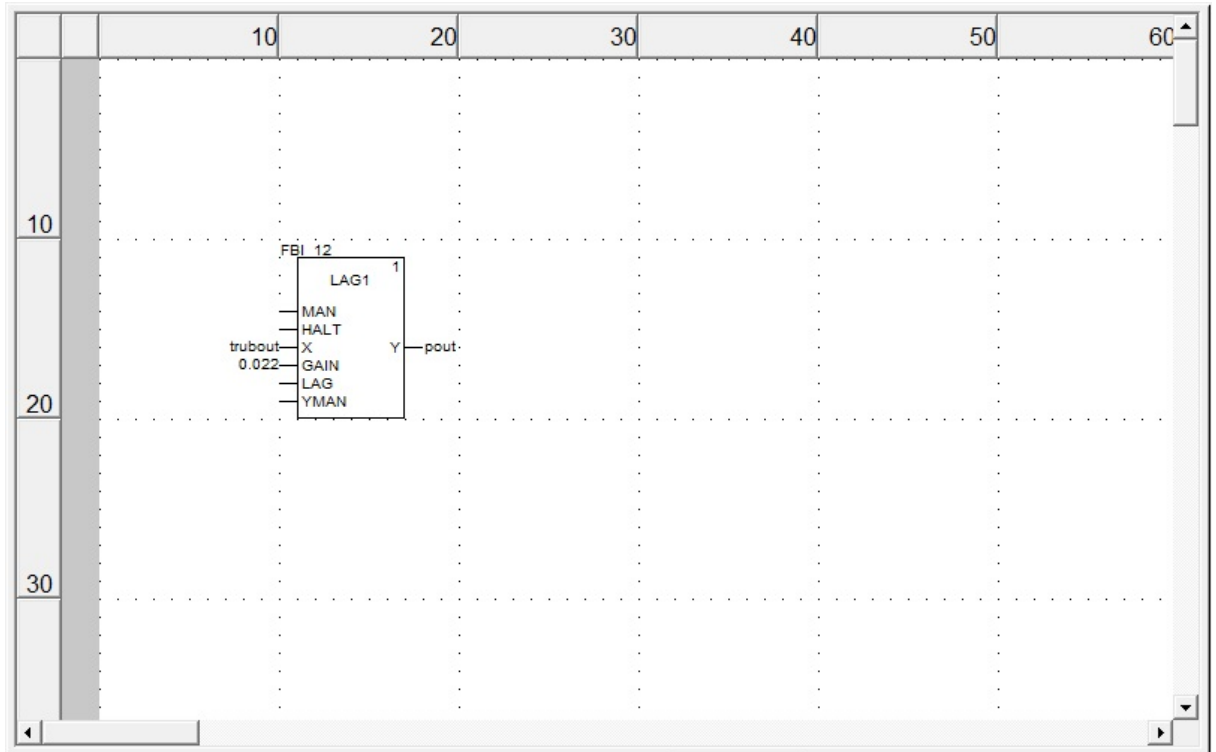 10 20 30 40 50 60
10
FBI_12
1
LAG1
MAN
HALT
trubout X Y pout
0.022 GAIN
LAG
YMAN
20
30